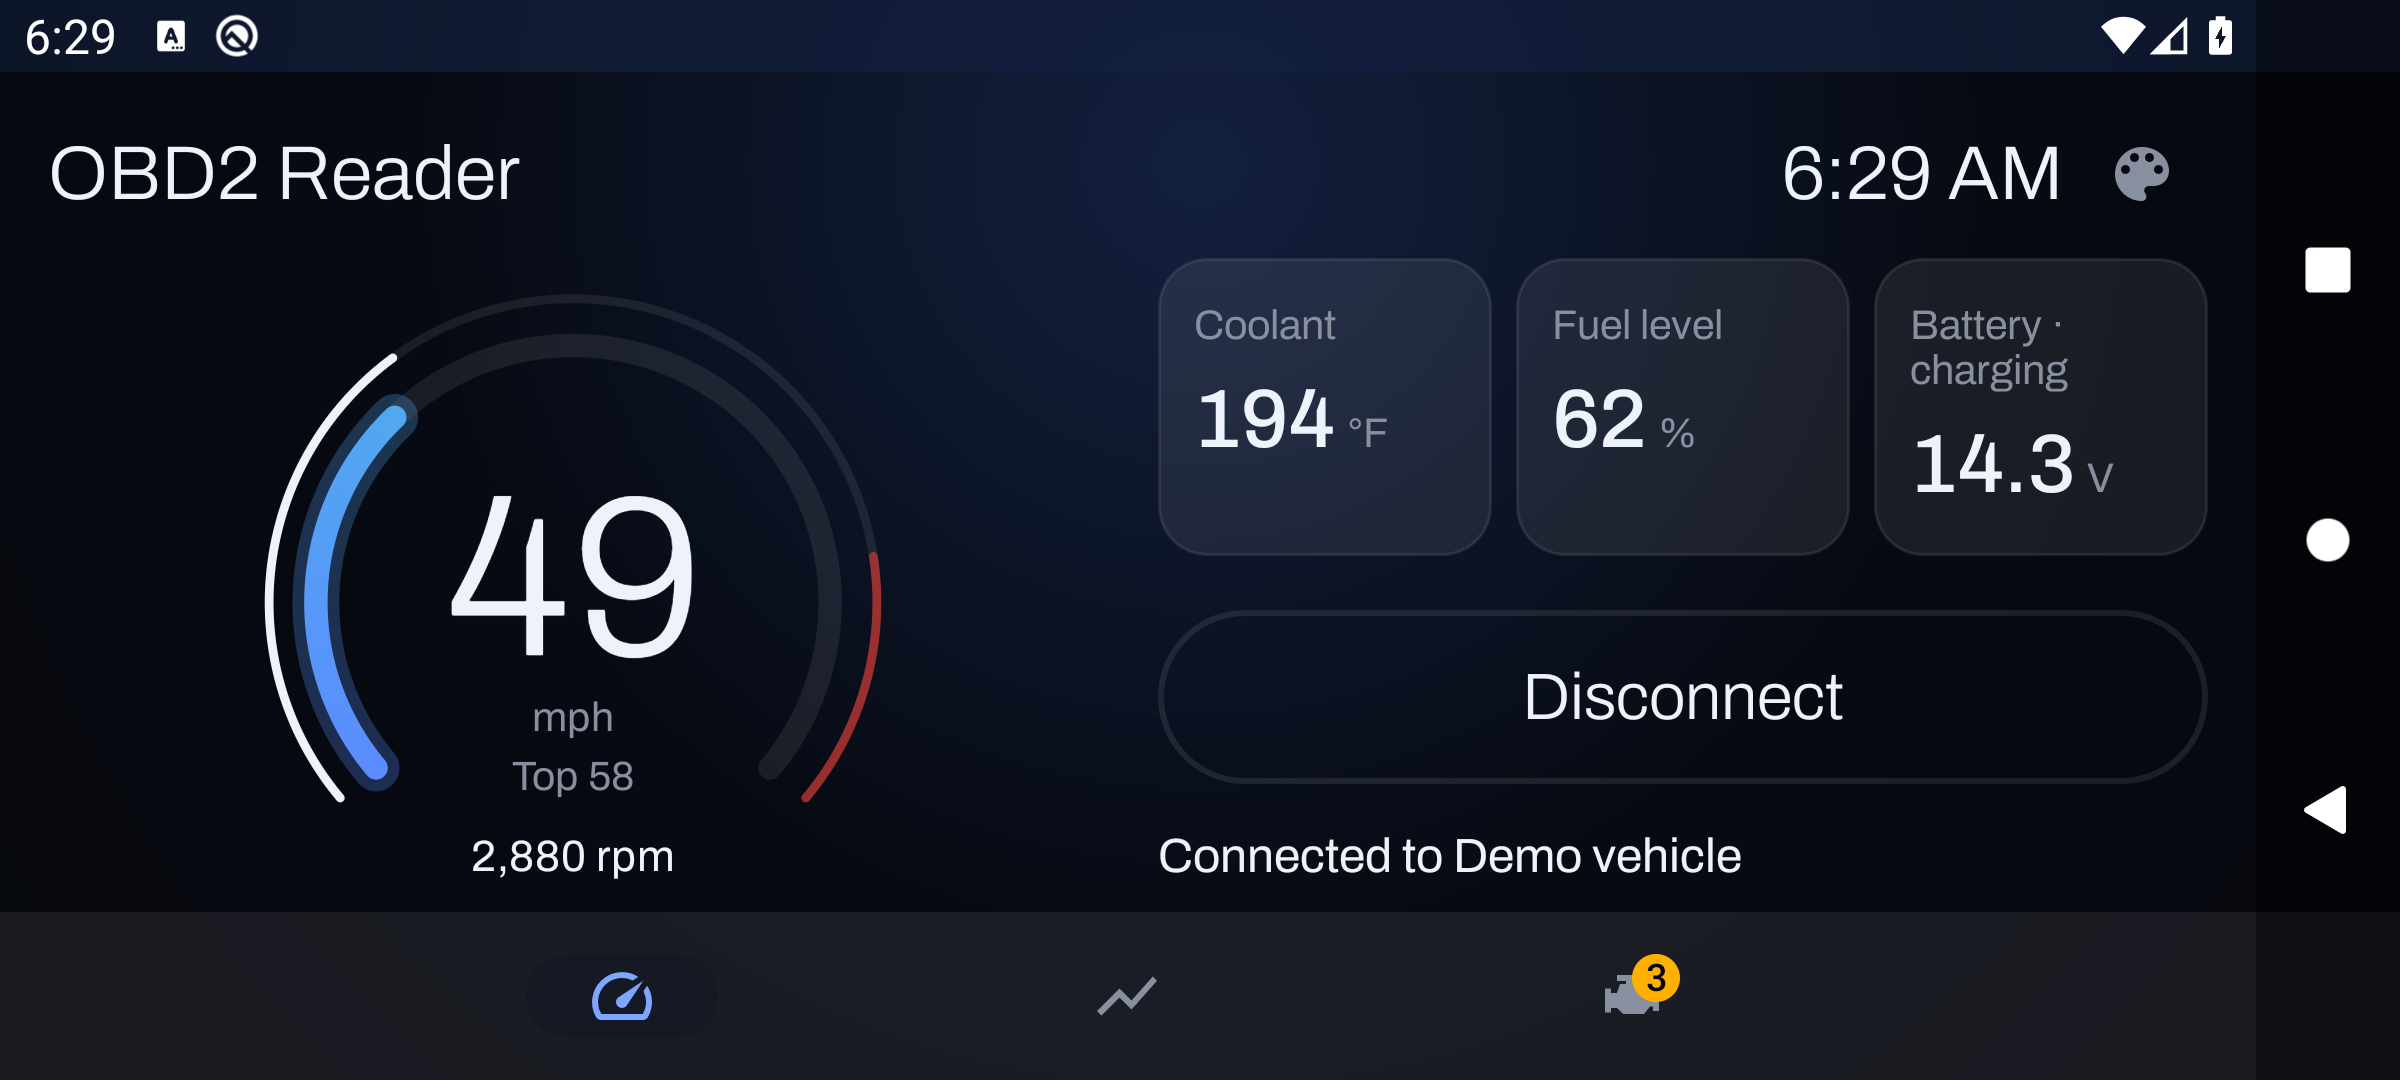 6:29
OBD2 Reader
6:29 AM
49
mph
Top 58
2,880 rpm
Coolant
194 °F
Fuel level
62 %
Battery ·
charging
14.3 V
Disconnect
Connected to Demo vehicle
3